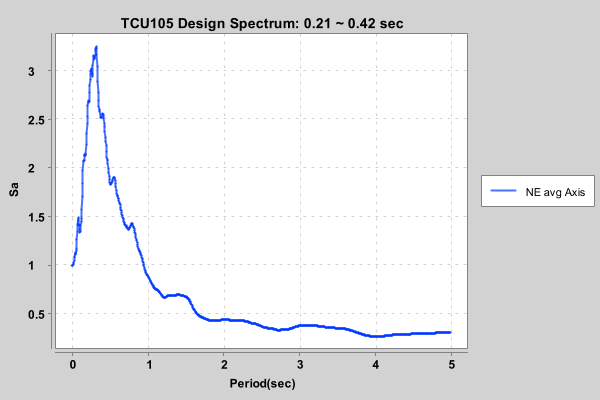 TCU105 Design Spectrum: 0.21 ~ 0.42 sec
3
2.5
2
1.5
1
0.5
Sa
0 1 2 3 4 5
Period(sec)
NE avg Axis